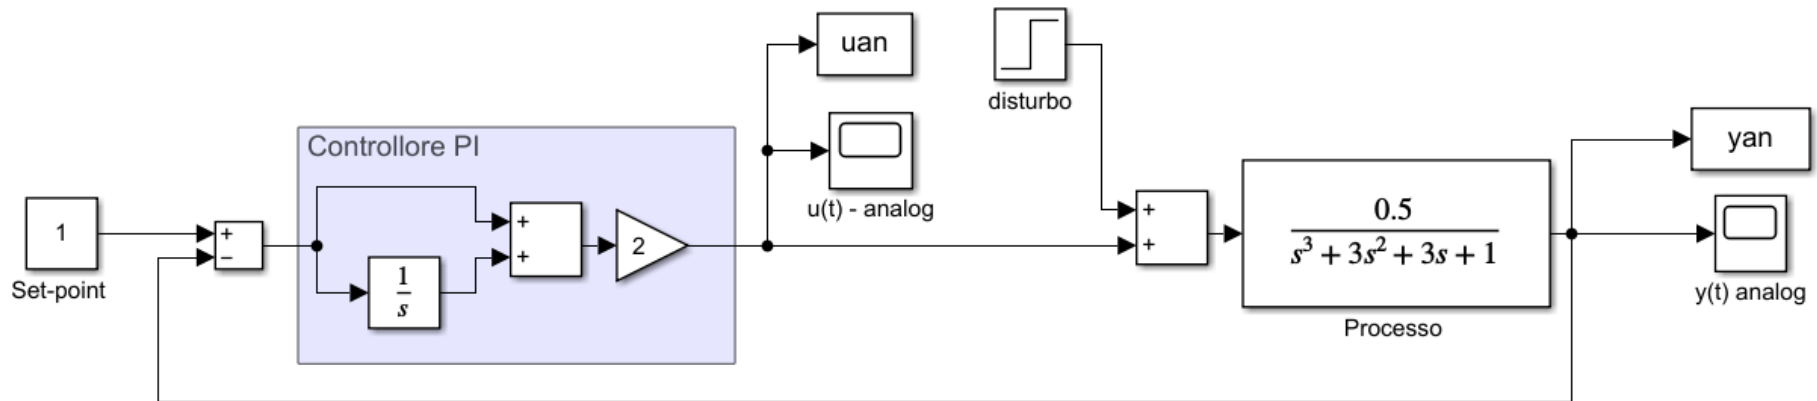 uan
disturbo
Controllore PI
yan
u(t) - analog
1
+
−
Set-point
+
+
2
1
s
+
+
0.5
s³ + 3s² + 3s + 1
Processo
y(t) analog